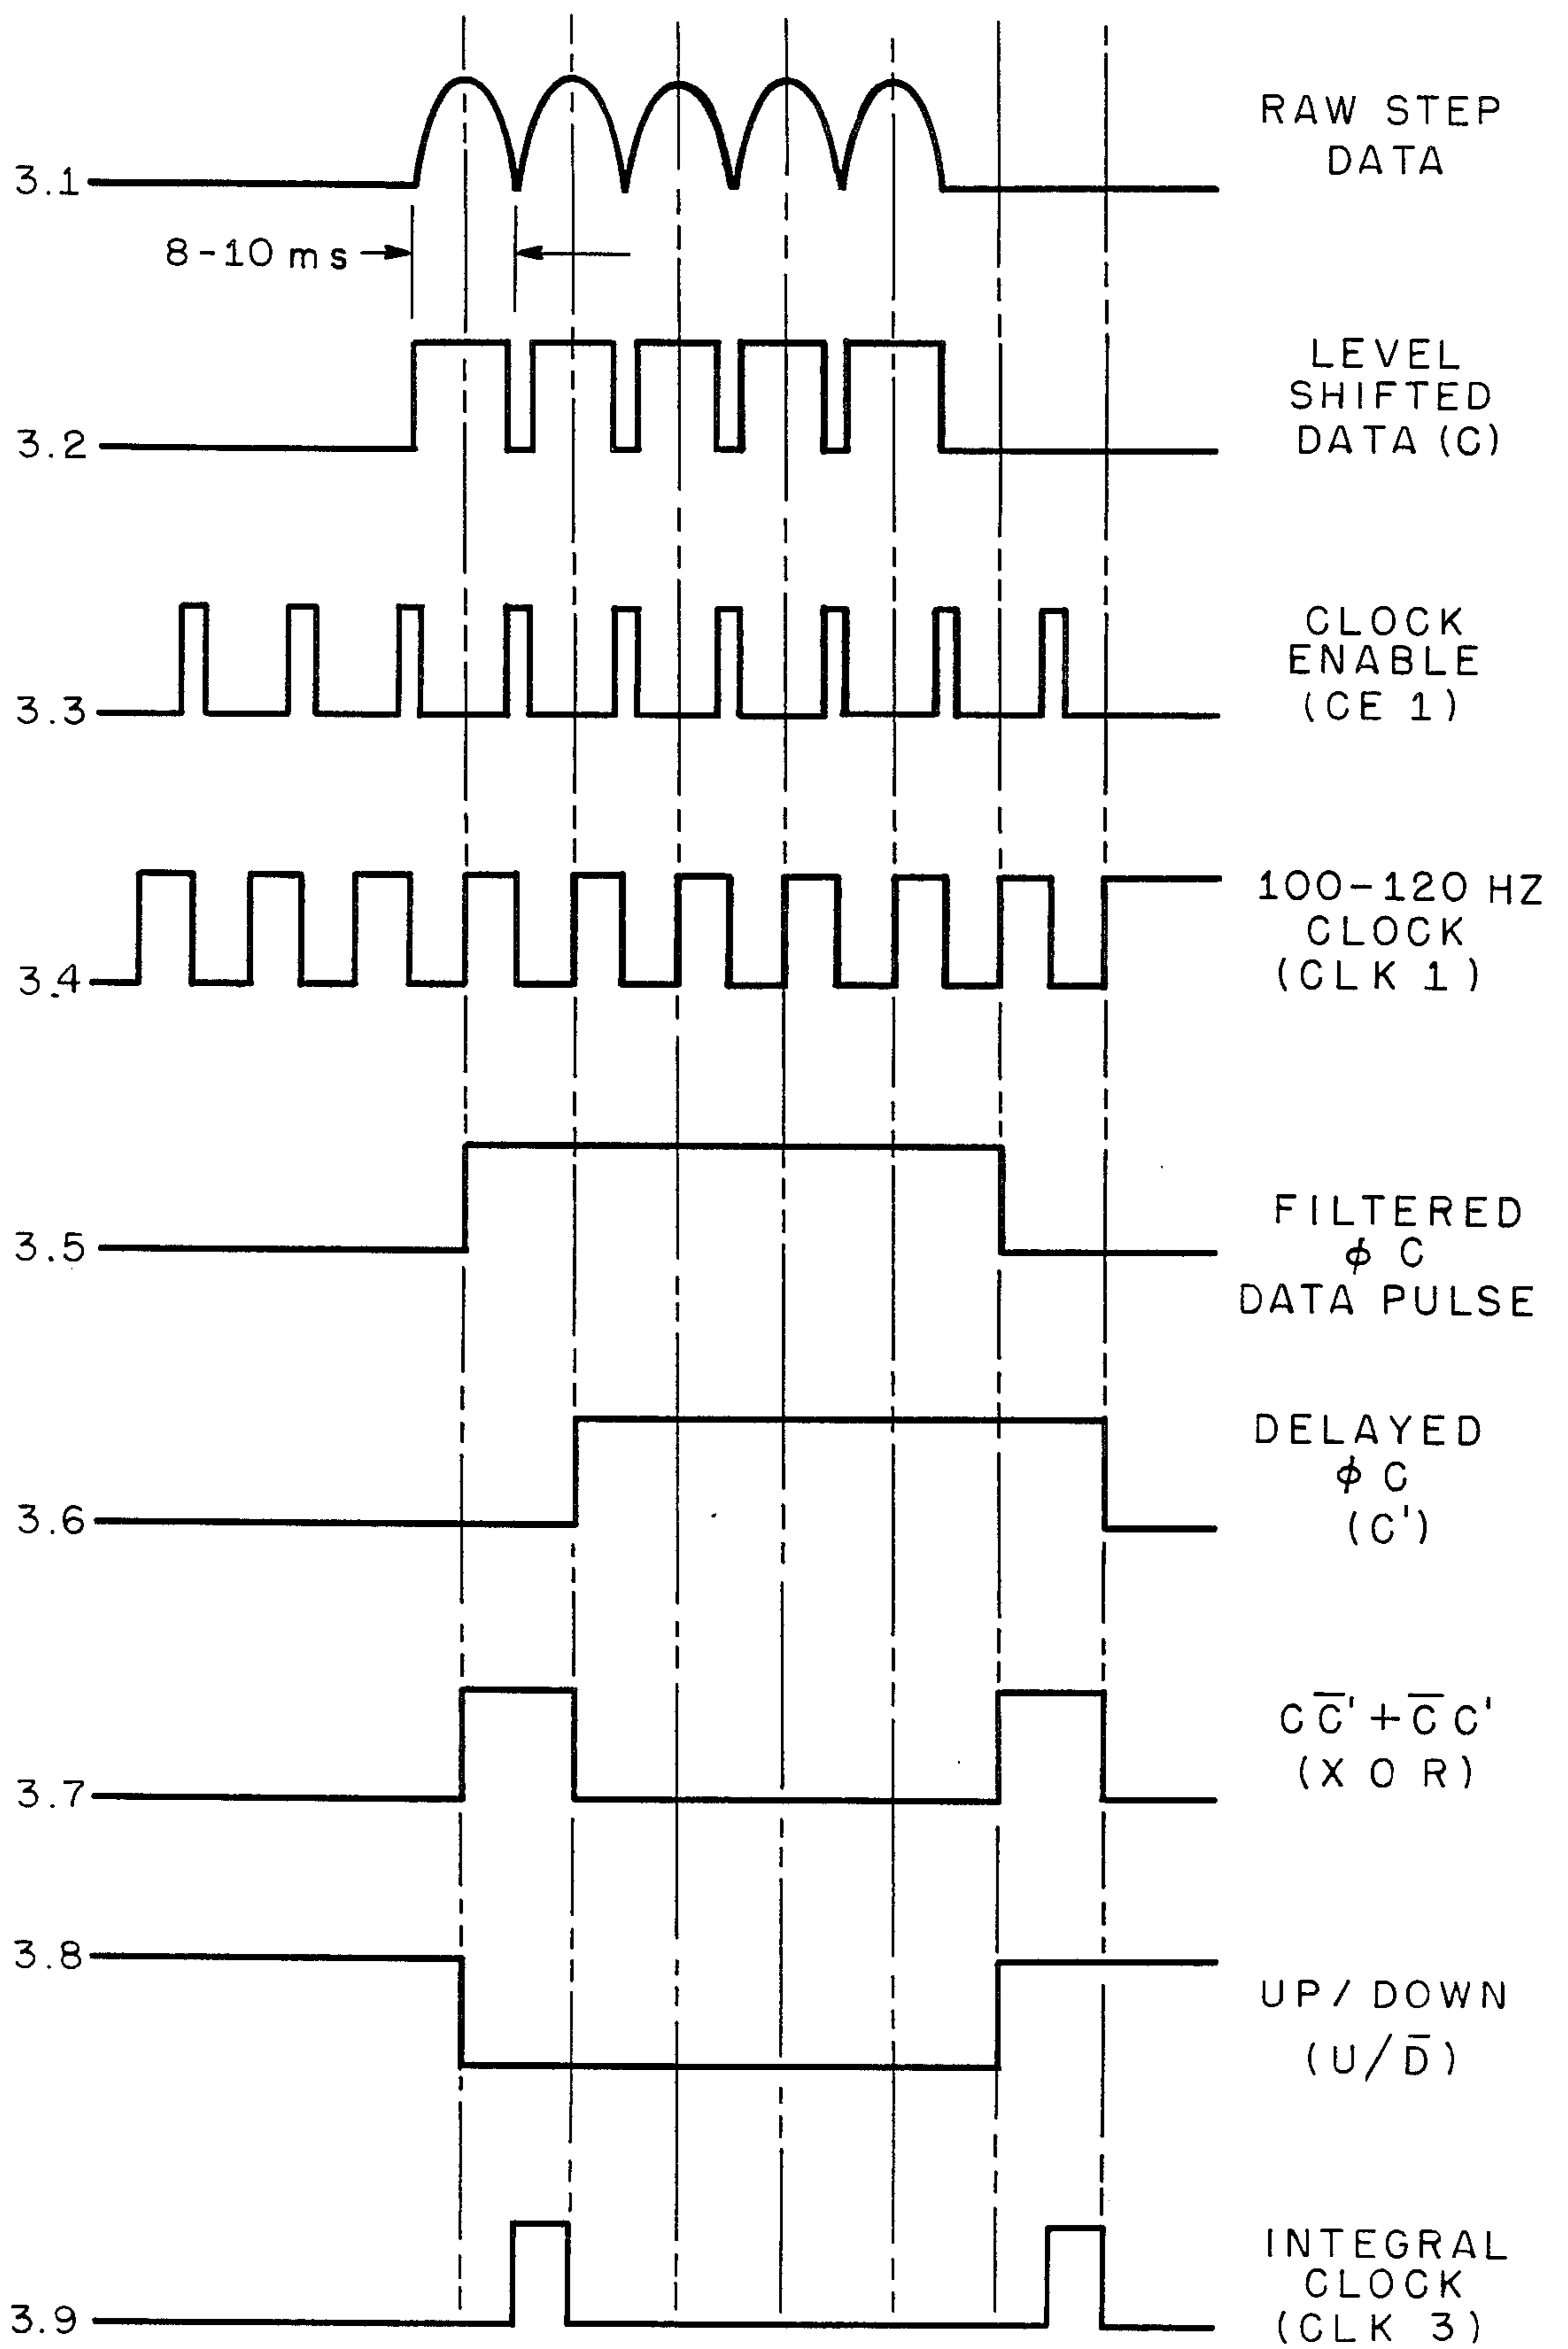 3.1
RAW STEP
DATA
8-10 ms
3.2
LEVEL
SHIFTED
DATA (C)
3.3
CLOCK
ENABLE
(CE 1)
3.4
100-120 HZ
CLOCK
(CLK 1)
3.5
FILTERED
ϕ C
DATA PULSE
3.6
DELAYED
ϕ C
(C')
3.7
C C̅' + C̅ C'
(X O R)
3.8
UP/DOWN
(U/D̅)
3.9
INTEGRAL
CLOCK
(CLK 3)